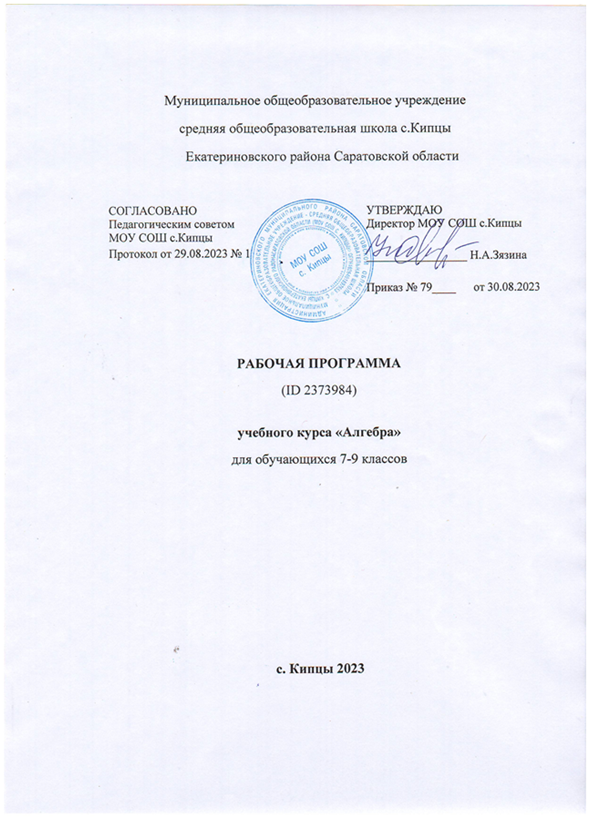 Муниципальное общеобразовательное учреждение
средняя общеобразовательная школа с.Кипцы
Екатериновского района Саратовской области
СОГЛАСОВАНО
Педагогическим советом
МОУ СОШ с.Кипцы
Протокол от 29.08.2023 № 1
МОУ СОШ
с. Кипцы
УТВЕРЖДАЮ
Директор МОУ СОШ с.Кипцы
Н.А.Зязина
Приказ № 79____ от 30.08.2023
РАБОЧАЯ ПРОГРАММА
(ID 2373984)
учебного курса «Алгебра»
для обучающихся 7-9 классов
с. Кипцы 2023